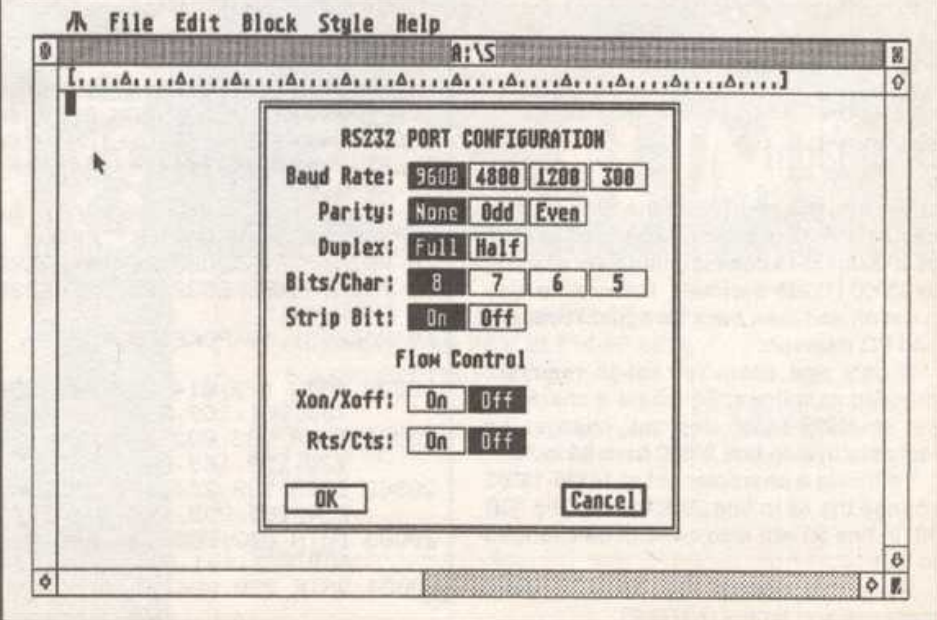 File Edit Block Style Help
A:\S
RS232 PORT CONFIGURATION
Baud Rate: 9600 4800 1200 300
Parity: None Odd Even
Duplex: Full Half
Bits/Char: 8 7 6 5
Strip Bit: On Off
Flow Control
Xon/Xoff: On Off
Rts/Cts: On Off
OK Cancel